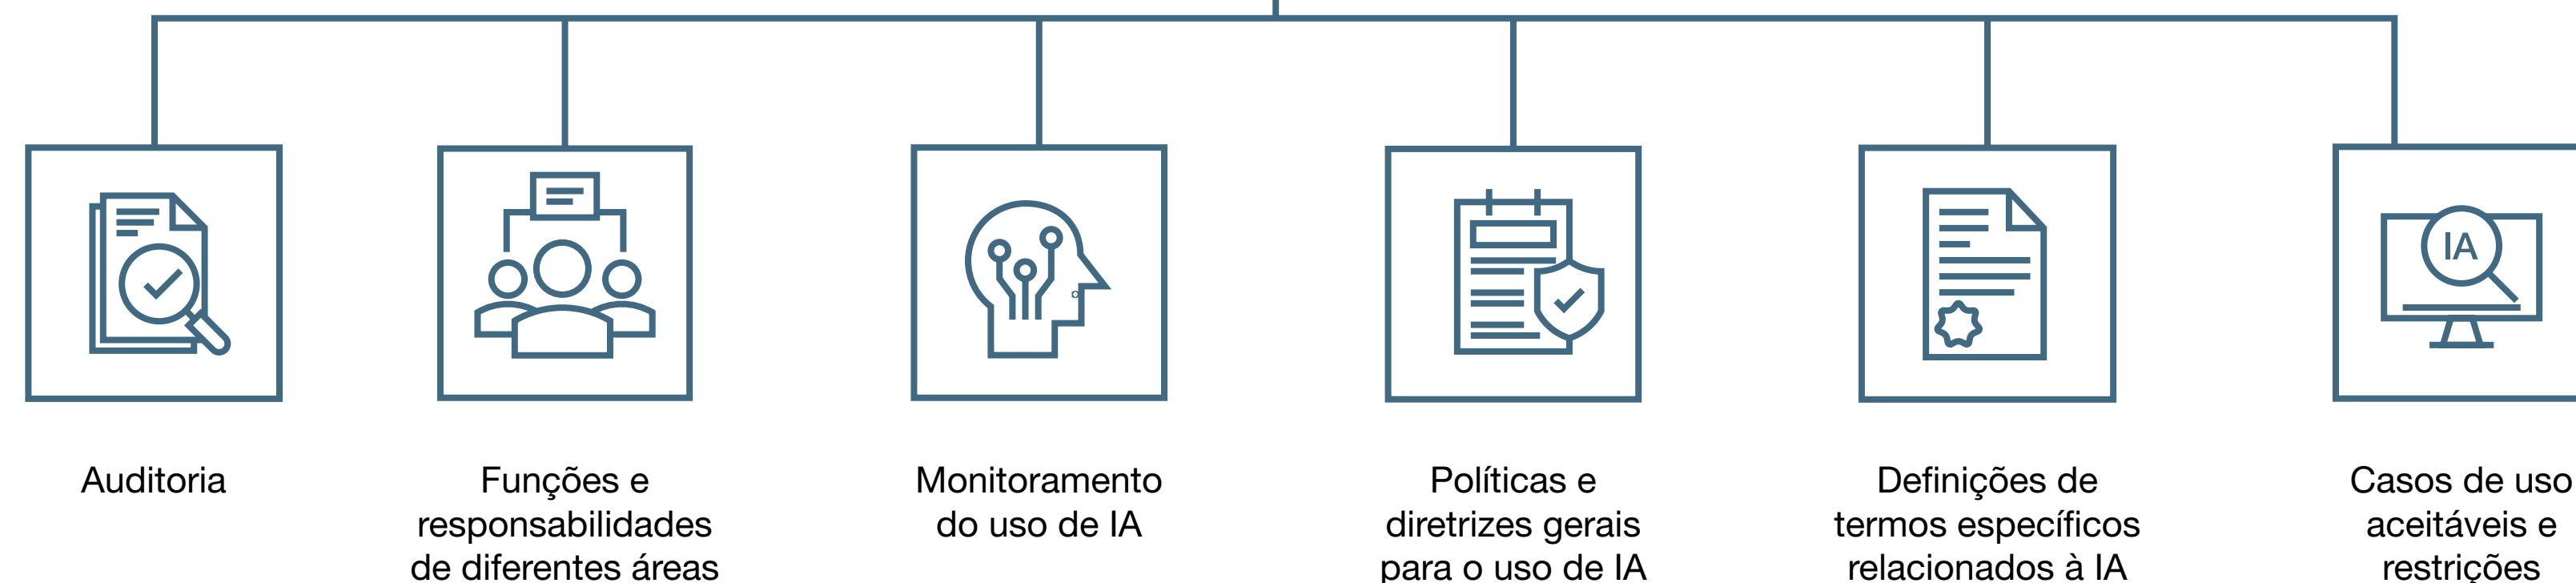 IA
Auditoria
Funções e
responsabilidades
de diferentes áreas
Monitoramento
do uso de IA
Políticas e
diretrizes gerais
para o uso de IA
Definições de
termos específicos
relacionados à IA
Casos de uso
aceitáveis e
restrições